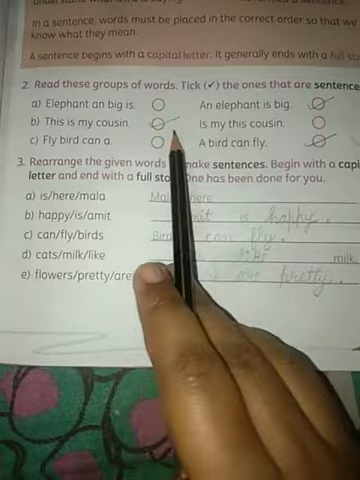 In a sentence, words must be placed in the correct order so that we
know what they mean.
A sentence begins with a capital letter. It generally ends with a full
2. Read these groups of words. Tick (✓) the ones that are sentence
a) Elephant an big is. An elephant is big.
b) This is my cousin. Is my this cousin.
c) Fly bird can a. A bird can fly.
3. Rearrange the given words make sentences. Begin with a
letter and end with a full One has been done for you.
a) is/here/mala here
b) happy/is/amit is happy.
c) can/fly/birds can fly.
d) cats/milk/like like milk
e) flowers/pretty/are are pretty.